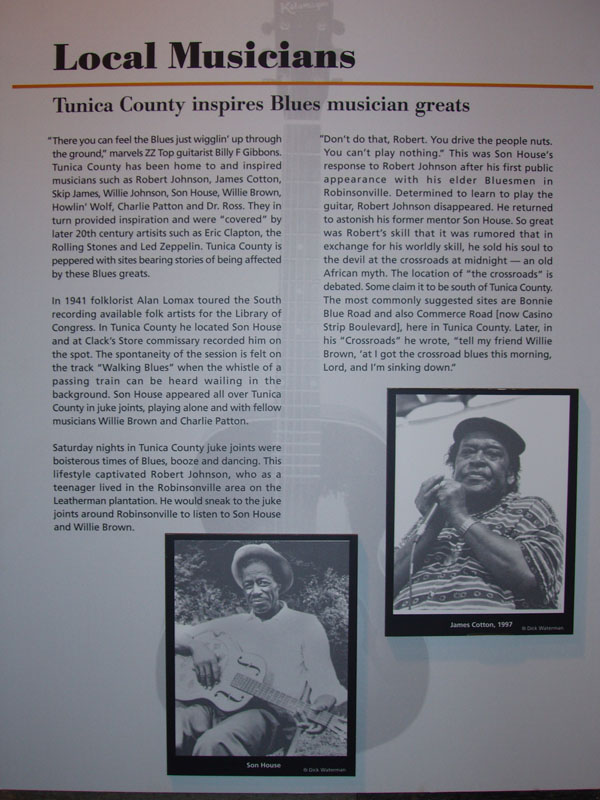 Kalamazoo
Local Musicians
Tunica County inspires Blues musician greats
"There you can feel the Blues just wigglin' up through
the ground," marvels ZZ Top guitarist Billy F Gibbons.
Tunica County has been home to and inspired
musicians such as Robert Johnson, James Cotton,
Skip James, Willie Johnson, Son House, Willie Brown,
Howlin' Wolf, Charlie Patton and Dr. Ross. They in
turn provided inspiration and were "covered" by
later 20th century artisits such as Eric Clapton, the
Rolling Stones and Led Zeppelin. Tunica County is
peppered with sites bearing stories of being affected
by these Blues greats.
In 1941 folklorist Alan Lomax toured the South
recording available folk artists for the Library of
Congress. In Tunica County he located Son House
and at Clack's Store commissary recorded him on
the spot. The spontaneity of the session is felt on
the track "Walking Blues" when the whistle of a
passing train can be heard wailing in the
background. Son House appeared all over Tunica
County in juke joints, playing alone and with fellow
musicians Willie Brown and Charlie Patton.
Saturday nights in Tunica County juke joints were
boisterous times of Blues, booze and dancing. This
lifestyle captivated Robert Johnson, who as a
teenager lived in the Robinsonville area on the
Leatherman plantation. He would sneak to the juke
joints around Robinsonville to listen to Son House
and Willie Brown.
"Don't do that, Robert. You drive the people nuts.
You can't play nothing." This was Son House's
response to Robert Johnson after his first public
appearance with his elder Bluesmen in
Robinsonville. Determined to learn to play the
guitar, Robert Johnson disappeared. He returned
to astonish his former mentor Son House. So great
was Robert's skill that it was rumored that in
exchange for his worldly skill, he sold his soul to
the devil at the crossroads at midnight — an old
African myth. The location of "the crossroads" is
debated. Some claim it to be south of Tunica County.
The most commonly suggested sites are Bonnie
Blue Road and also Commerce Road [now Casino
Strip Boulevard], here in Tunica County. Later, in
his "Crossroads" he wrote, "tell my friend Willie
Brown, 'at I got the crossroad blues this morning,
Lord, and I'm sinking down."
James Cotton, 1997
© Dick Waterman
Son House
© Dick Waterman